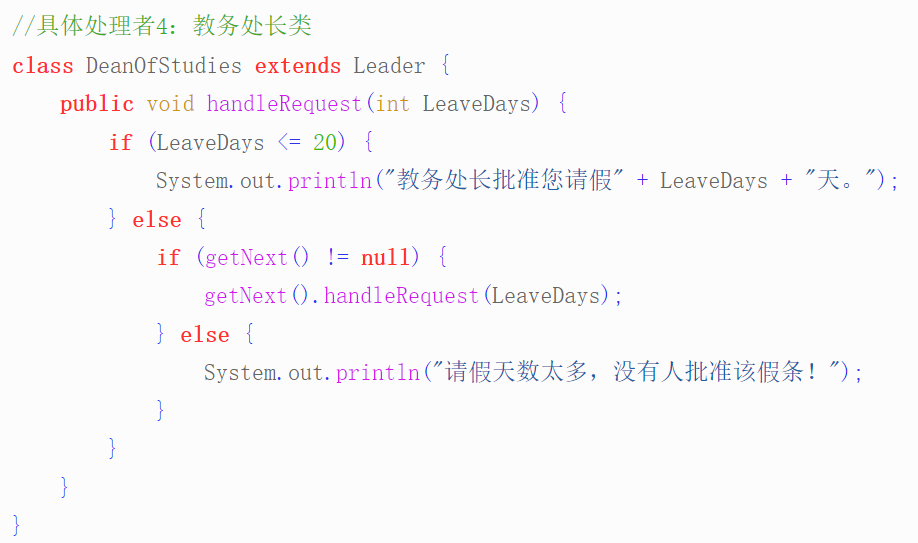 //具体处理者4：教务处长类
class DeanOfStudies extends Leader {
    public void handleRequest(int LeaveDays) {
        if (LeaveDays <= 20) {
            System.out.println("教务处长批准您请假" + LeaveDays + "天。");
        } else {
            if (getNext() != null) {
                getNext().handleRequest(LeaveDays);
            } else {
                System.out.println("请假天数太多，没有人批准该假条！");
            }
        }
    }
}